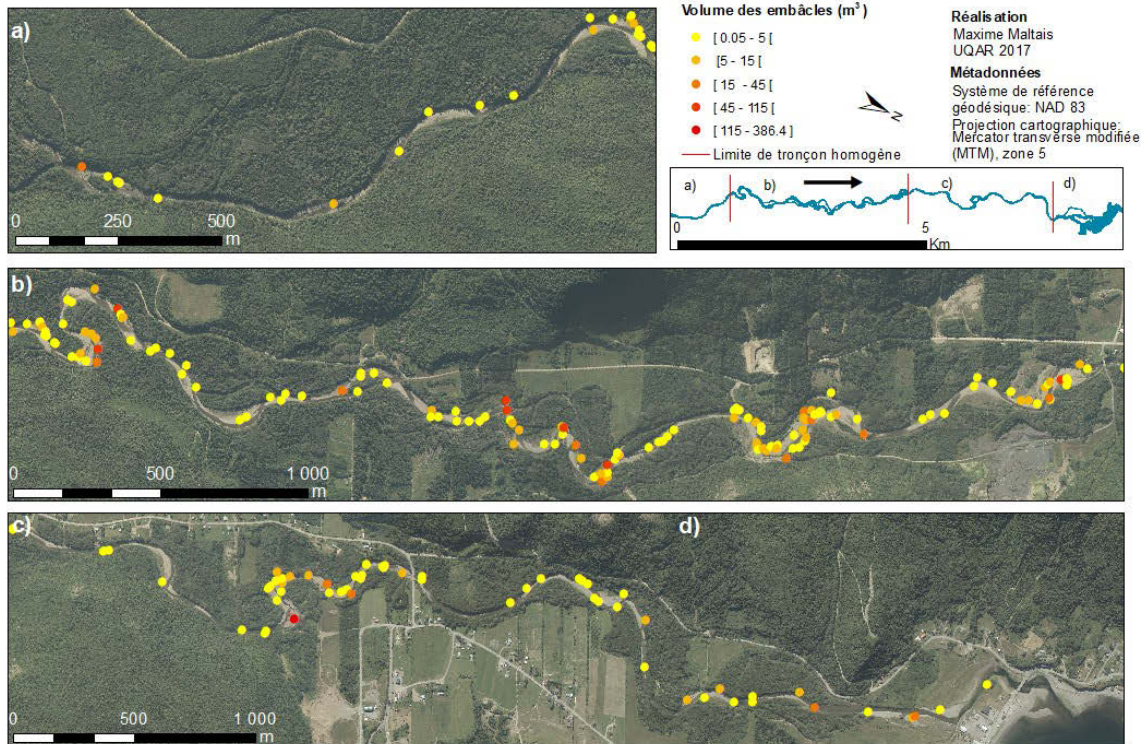 a)
0
250
500
m
Volume des embâcles (m³)
[ 0.05 - 5 [
[5 - 15 [
[ 15 - 45 [
[ 45 - 115 [
[ 115 - 386.4 ]
Limite de tronçon homogène
Réalisation
Maxime Maltais
UQAR 2017
Métadonnées
Système de référence
géodésique: NAD 83
Projection cartographique:
Mercator transverse modifiée
(MTM), zone 5
N
a)
b)
c)
d)
0
5
Km
b)
0
500
1 000
m
c)
d)
0
500
1 000
m